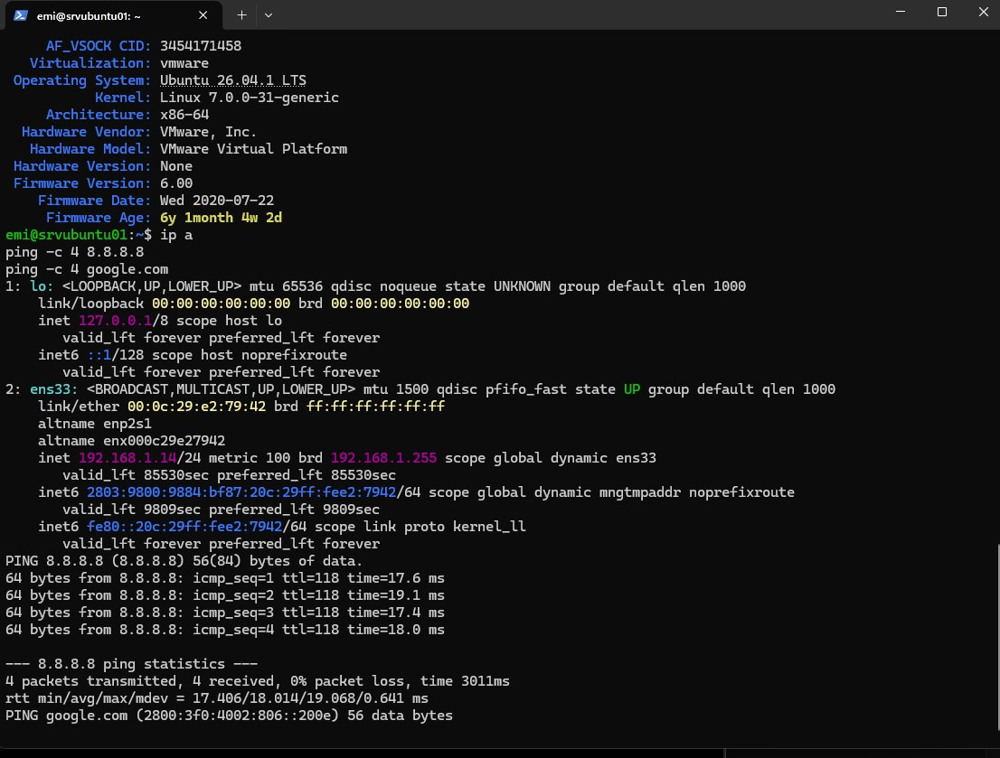 emi@srvubuntu01: ~
AF_VSOCK CID: 3454171458
Virtualization: vmware
Operating System: Ubuntu 26.04.1 LTS
Kernel: Linux 7.0.0-31-generic
Architecture: x86-64
Hardware Vendor: VMware, Inc.
Hardware Model: VMware Virtual Platform
Hardware Version: None
Firmware Version: 6.00
Firmware Date: Wed 2020-07-22
Firmware Age: 6y 1month 4w 2d
emi@srvubuntu01:~$ ip a
ping -c 4 8.8.8.8
ping -c 4 google.com
1: lo: <LOOPBACK,UP,LOWER_UP> mtu 65536 qdisc noqueue state UNKNOWN group default qlen 1000
link/loopback 00:00:00:00:00:00 brd 00:00:00:00:00:00
inet 127.0.0.1/8 scope host lo
valid_lft forever preferred_lft forever
inet6 ::1/128 scope host noprefixroute
valid_lft forever preferred_lft forever
2: ens33: <BROADCAST,MULTICAST,UP,LOWER_UP> mtu 1500 qdisc pfifo_fast state UP group default qlen 1000
link/ether 00:0c:29:e2:79:42 brd ff:ff:ff:ff:ff:ff
altname enp2s1
altname enx000c29e27942
inet 192.168.1.14/24 metric 100 brd 192.168.1.255 scope global dynamic ens33
valid_lft 85530sec preferred_lft 85530sec
inet6 2803:9800:9884:bf87:20c:29ff:fee2:7942/64 scope global dynamic mngtmpaddr noprefixroute
valid_lft 9809sec preferred_lft 9809sec
inet6 fe80::20c:29ff:fee2:7942/64 scope link proto kernel_ll
valid_lft forever preferred_lft forever
PING 8.8.8.8 (8.8.8.8) 56(84) bytes of data.
64 bytes from 8.8.8.8: icmp_seq=1 ttl=118 time=17.6 ms
64 bytes from 8.8.8.8: icmp_seq=2 ttl=118 time=19.1 ms
64 bytes from 8.8.8.8: icmp_seq=3 ttl=118 time=17.4 ms
64 bytes from 8.8.8.8: icmp_seq=4 ttl=118 time=18.0 ms
--- 8.8.8.8 ping statistics ---
4 packets transmitted, 4 received, 0% packet loss, time 3011ms
rtt min/avg/max/mdev = 17.406/18.014/19.068/0.641 ms
PING google.com (2800:3f0:4002:806::200e) 56 data bytes